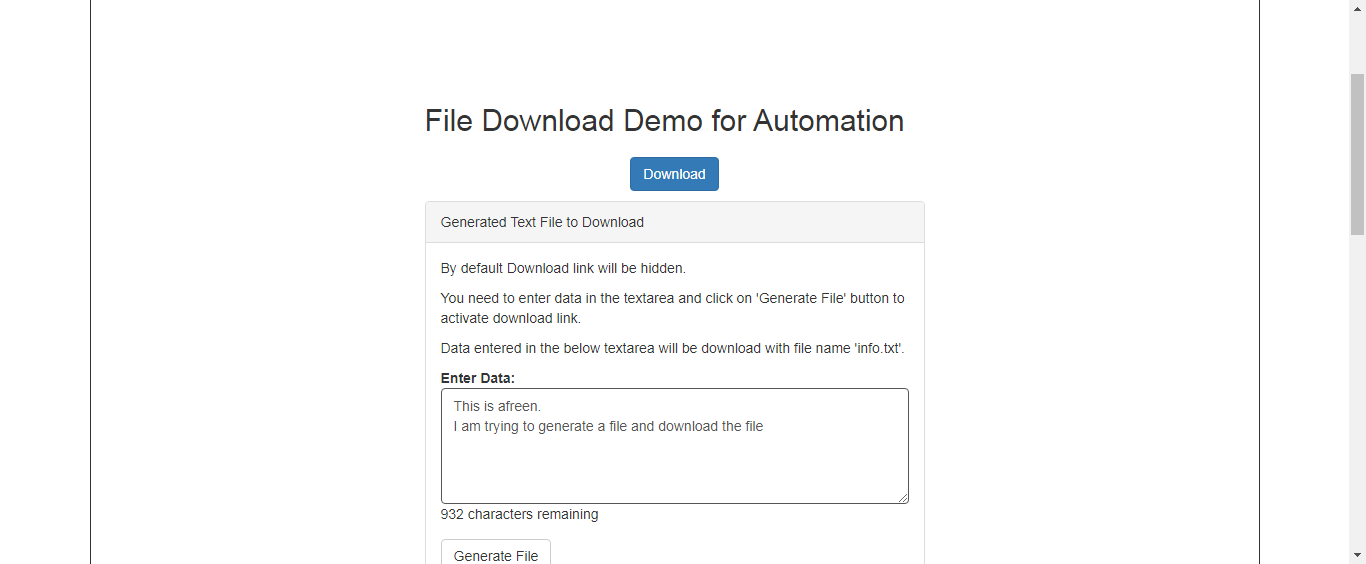 File Download Demo for Automation
Download
Generated Text File to Download
By default Download link will be hidden.
You need to enter data in the textarea and click on 'Generate File' button to
activate download link.
Data entered in the below textarea will be download with file name 'info.txt'.
Enter Data:
This is afreen.
I am trying to generate a file and download the file
932 characters remaining
Generate File